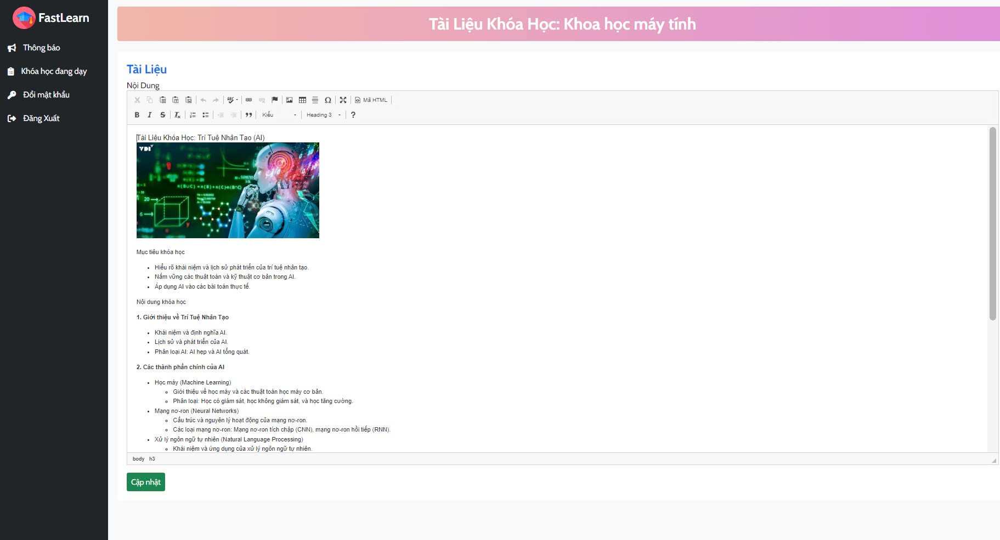 FastLearn
Thông báo
Khóa học đang dạy
Đổi mật khẩu
Đăng Xuất
Tài Liệu Khóa Học: Khoa học máy tính
Tài Liệu
Nội Dung
ABC
Mã HTML
B I S Ix
Kiểu
Heading 3
?
Tài Liệu Khóa Học: Trí Tuệ Nhân Tạo (AI)
VDI
n(BUC)=n(B)+n(C)-n(B∩C)
20
6
Mục tiêu khóa học
Hiểu rõ khái niệm và lịch sử phát triển của trí tuệ nhân tạo.
Nắm vững các thuật toán và kỹ thuật cơ bản trong AI.
Áp dụng AI vào các bài toán thực tế.
Nội dung khóa học
1. Giới thiệu về Trí Tuệ Nhân Tạo
Khái niệm và định nghĩa AI.
Lịch sử và phát triển của AI.
Phân loại AI: AI hẹp và AI tổng quát.
2. Các thành phần chính của AI
Học máy (Machine Learning)
Giới thiệu về học máy và các thuật toán học máy cơ bản.
Phân loại: Học có giám sát, học không giám sát, và học tăng cường.
Mạng nơ-ron (Neural Networks)
Cấu trúc và nguyên lý hoạt động của mạng nơ-ron.
Các loại mạng nơ-ron: Mạng nơ-ron tích chập (CNN), mạng nơ-ron hồi tiếp (RNN).
Xử lý ngôn ngữ tự nhiên (Natural Language Processing)
Khái niệm và ứng dụng của xử lý ngôn ngữ tự nhiên.
body h3
Cập nhật